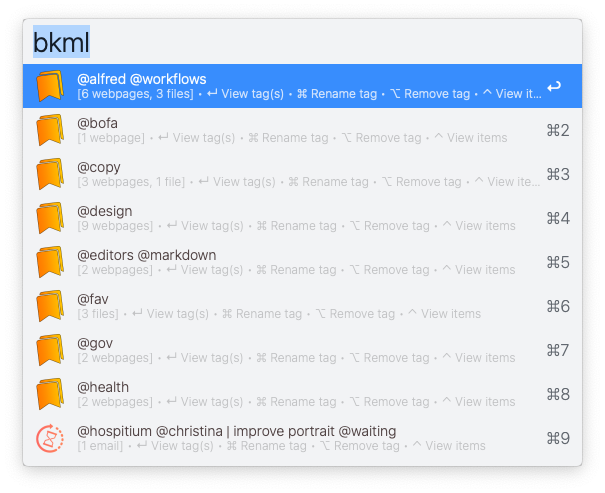 bkml
@alfred @workflows
[6 webpages, 3 files] • ↩ View tag(s) • ⌘ Rename tag • ⌥ Remove tag • ^ View it... ↩
@bofa
[1 webpage] • ↩ View tag(s) • ⌘ Rename tag • ⌥ Remove tag • ^ View items ⌘2
@copy
[3 webpages, 1 file] • ↩ View tag(s) • ⌘ Rename tag • ⌥ Remove tag • ^ View ite... ⌘3
@design
[9 webpages] • ↩ View tag(s) • ⌘ Rename tag • ⌥ Remove tag • ^ View items ⌘4
@editors @markdown
[2 webpages] • ↩ View tag(s) • ⌘ Rename tag • ⌥ Remove tag • ^ View items ⌘5
@fav
[3 files] • ↩ View tag(s) • ⌘ Rename tag • ⌥ Remove tag • ^ View items ⌘6
@gov
[2 webpages] • ↩ View tag(s) • ⌘ Rename tag • ⌥ Remove tag • ^ View items ⌘7
@health
[2 webpages] • ↩ View tag(s) • ⌘ Rename tag • ⌥ Remove tag • ^ View items ⌘8
@hospitium @christina | improve portrait @waiting
[1 email] • ↩ View tag(s) • ⌘ Rename tag • ⌥ Remove tag • ^ View items ⌘9